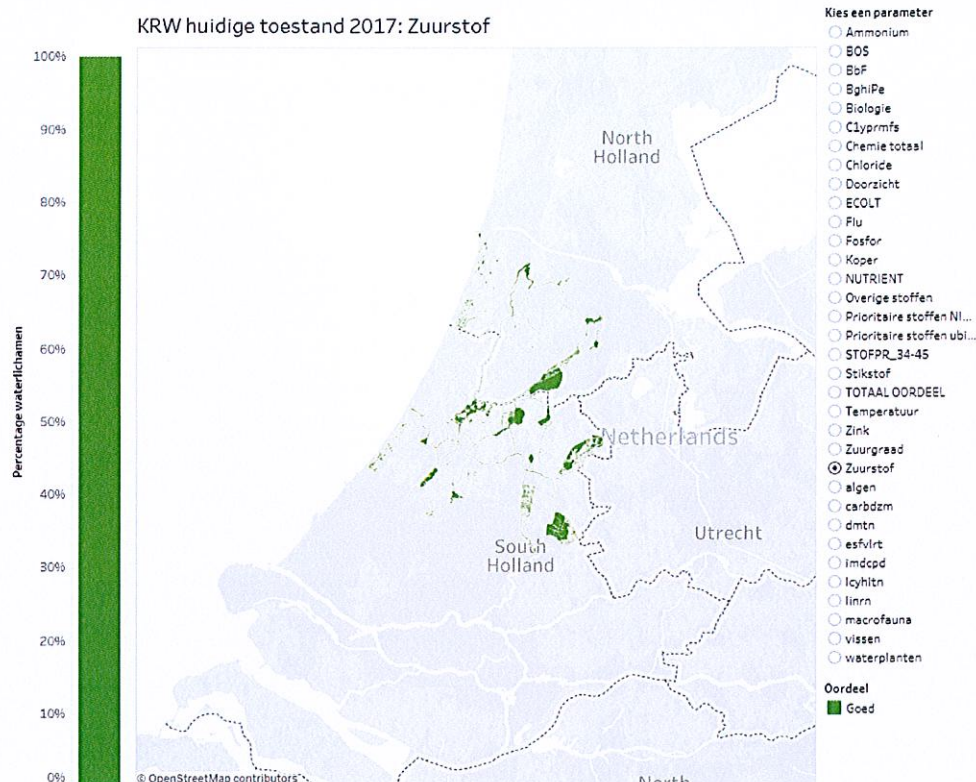 KRW huidige toestand 2017: Zuurstof
100%
90%
80%
70%
60%
50%
40%
30%
20%
10%
0%
Percentage waterlichamen
North
Holland
Netherlands
Utrecht
South
Holland
North
© OpenStreetMap contributors
Kies een parameter
Ammonium
BOS
BbF
BghiPe
Biologie
C1yprmfs
Chemie totaal
Chloride
Doorzicht
ECOLT
Flu
Fosfor
Koper
NUTRIENT
Overige stoffen
Prioritaire stoffen NI...
Prioritaire stoffen ubi...
STOFPR_34-45
Stikstof
TOTAAL OORDEEL
Temperatuur
Zink
Zuurgraad
Zuurstof
algen
carbdzm
dmtn
esfvlrt
imdcpd
lcyhltn
linrn
macrofauna
vissen
waterplanten
Oordeel
Goed